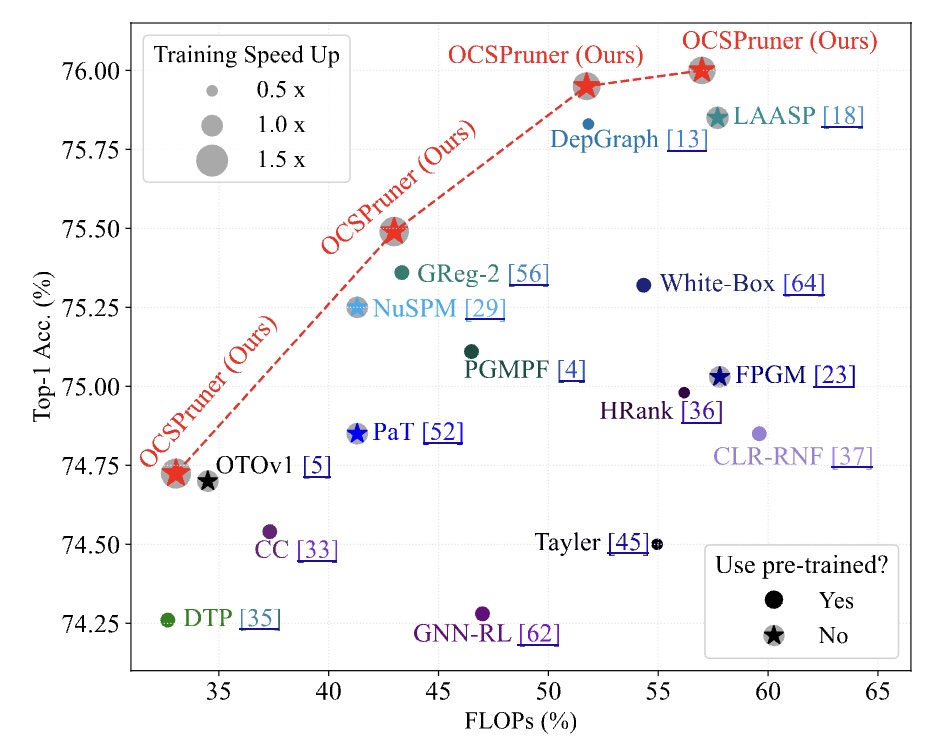 Training Speed Up
0.5 x
1.0 x
1.5 x
OCSPruner (Ours)
OCSPruner (Ours)
LAASP [18]
DepGraph [13]
OCSPruner (Ours)
GReg-2 [56]
White-Box [64]
NuSPM [29]
PGMPF [4]
FPGM [23]
HRank [36]
OCSPruner (Ours)
PaT [52]
CLR-RNF [37]
OTOv1 [5]
CC [33]
Tayler [45]
DTP [35]
GNN-RL [62]
Use pre-trained?
Yes
No
76.00
75.75
75.50
75.25
75.00
74.75
74.50
74.25
Top-1 Acc. (%)
35 40 45 50 55 60 65
FLOPs (%)